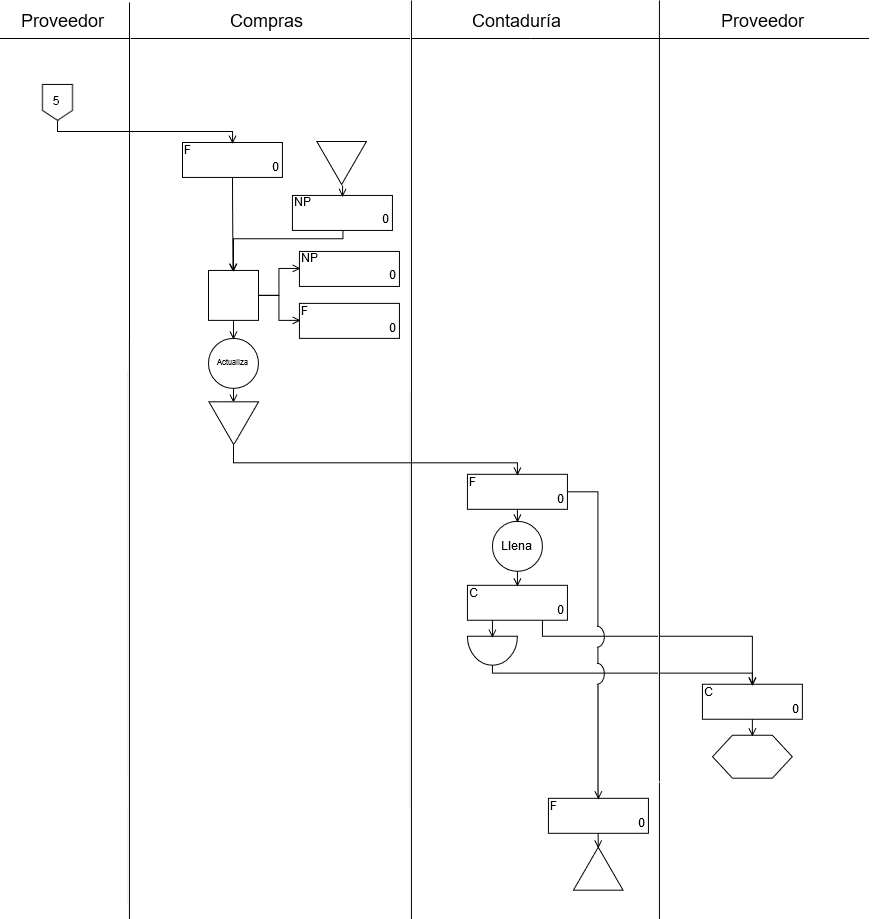 Proveedor
Compras
Contaduría
Proveedor
5
F
0
NP
0
NP
0
F
0
Actualiza
F
0
Llena
C
0
C
0
F
0